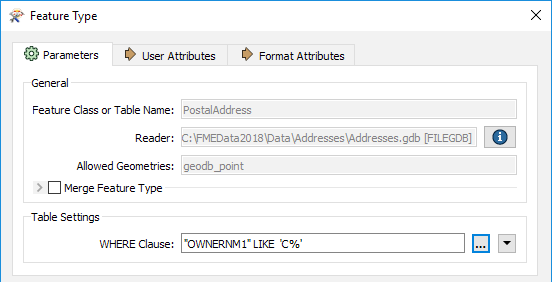 Feature Type
Parameters
User Attributes
Format Attributes
General
Feature Class or Table Name: PostalAddress
Reader: C:\FMEData2018\Data\Addresses\Addresses.gdb [FILEGDB]
Allowed Geometries: geodb_point
Merge Feature Type
Table Settings
WHERE Clause: "OWNERNM1" LIKE 'C%' ...